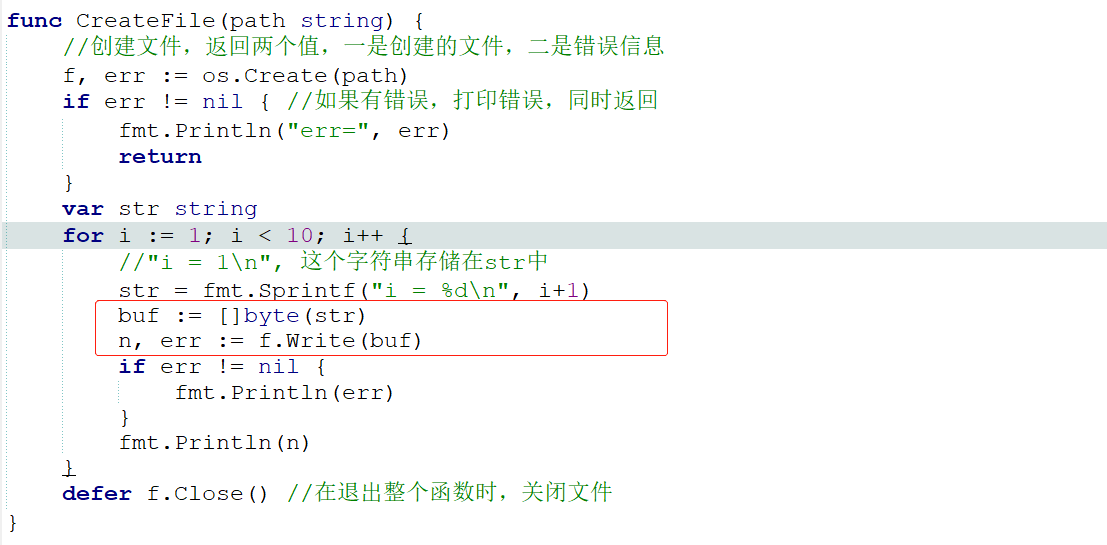 func CreateFile(path string) {
    //创建文件，返回两个值，一是创建的文件，二是错误信息
    f, err := os.Create(path)
    if err != nil { //如果有错误，打印错误，同时返回
        fmt.Println("err=", err)
        return
    }
    var str string
    for i := 1; i < 10; i++ {
        //"i = 1\n", 这个字符串存储在str中
        str = fmt.Sprintf("i = %d\n", i+1)
        buf := []byte(str)
        n, err := f.Write(buf)
        if err != nil {
            fmt.Println(err)
        }
        fmt.Println(n)
    }
    defer f.Close() //在退出整个函数时，关闭文件
}